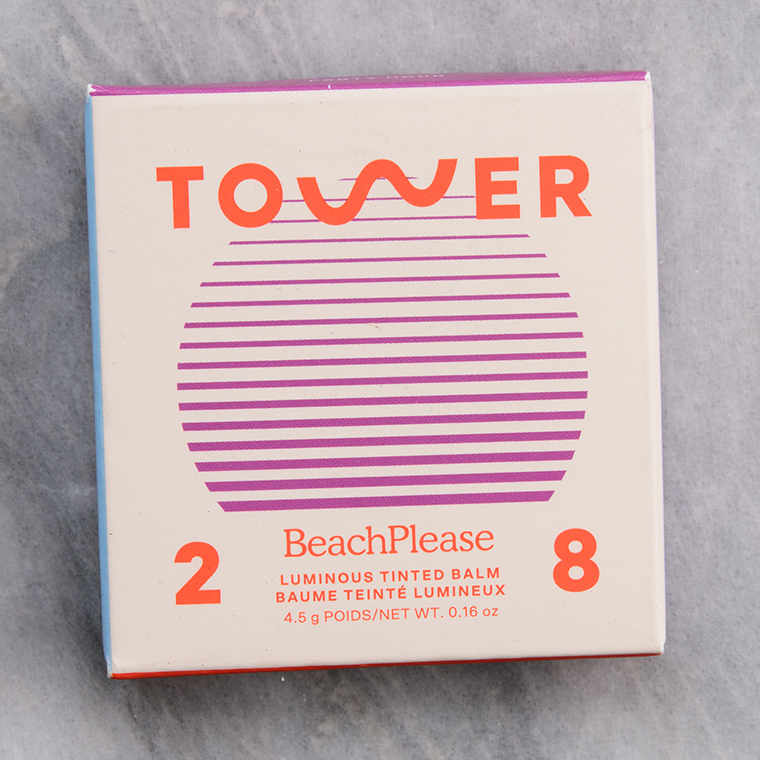 TOWER
BeachPlease
2 8
LUMINOUS TINTED BALM
BAUME TEINTÉ LUMINEUX
4.5 g POIDS/NET WT. 0.16 oz